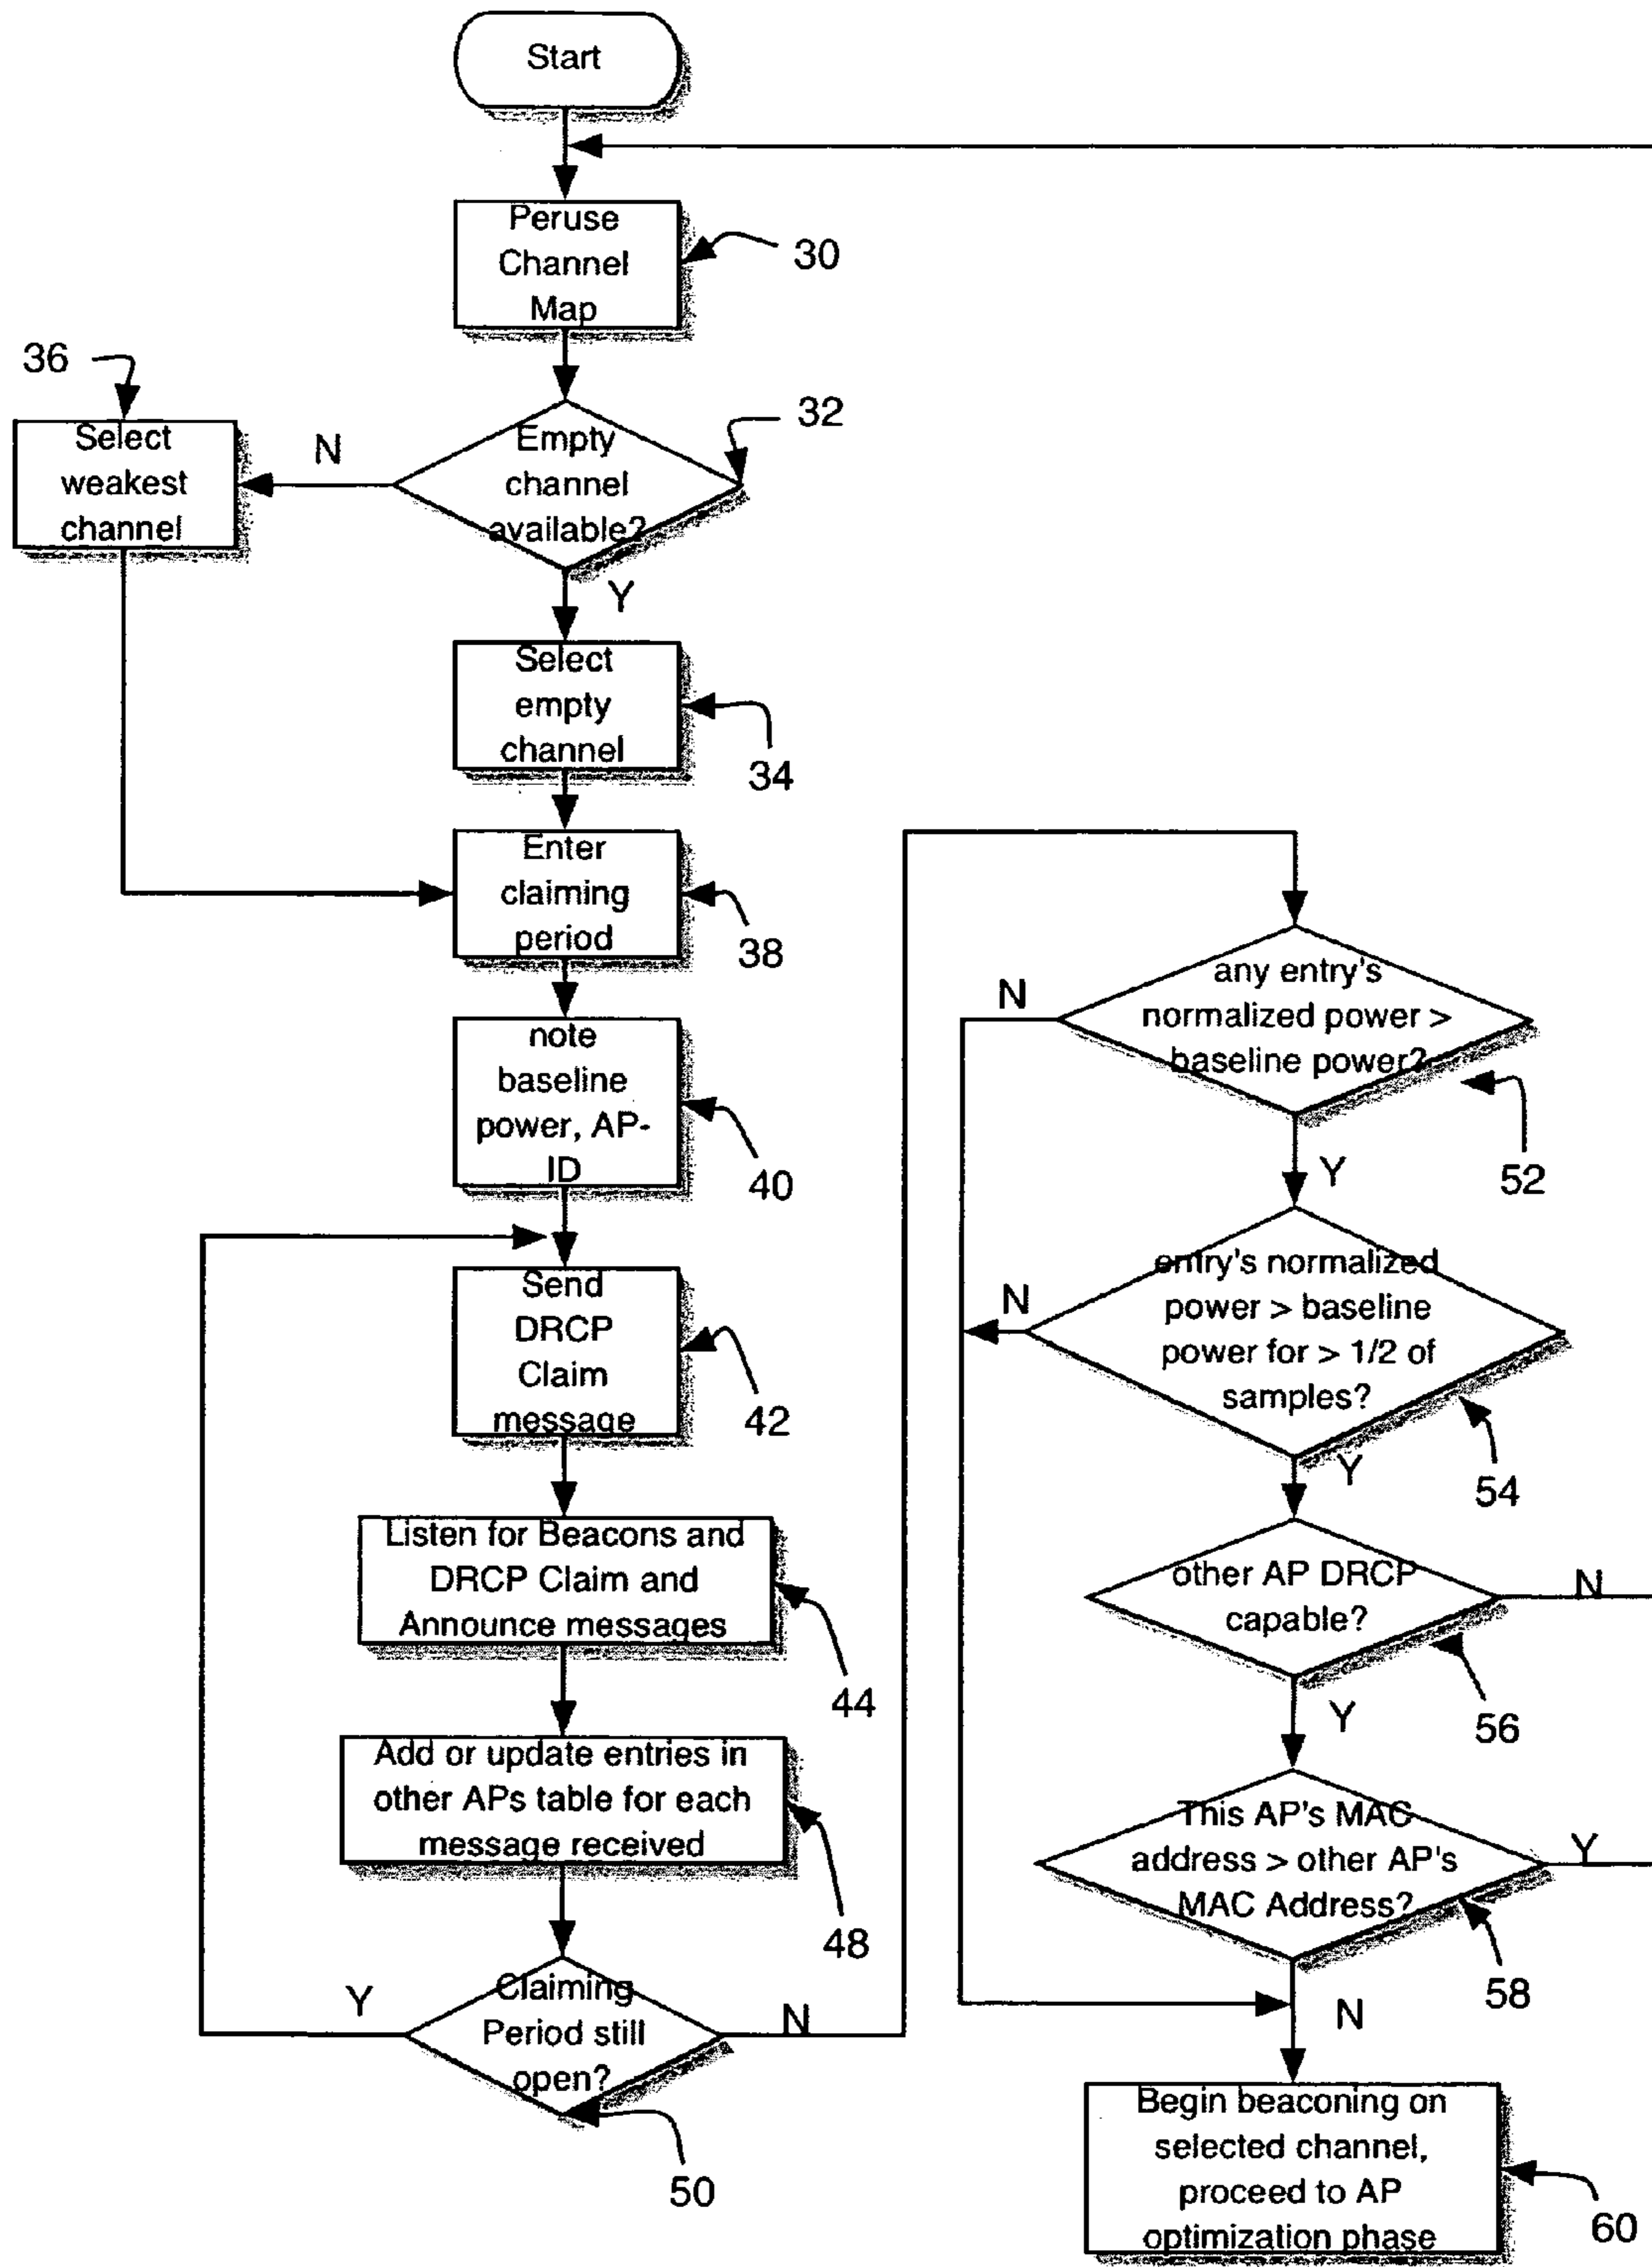 Start
Peruse
Channel
Map
30
36
Select
weakest
channel
N
Empty
channel
available?
32
Y
Select
empty
channel
34
Enter
claiming
period
38
note
baseline
power, AP-
ID
40
Send
DRCP
Claim
message
42
Listen for Beacons and
DRCP Claim and
Announce messages
44
Add or update entries in
other APs table for each
message received
48
Claiming
Period still
open?
Y
N
50
any entry's
normalized power >
baseline power?
N
52
Y
entry's normalized
power > baseline
power for > 1/2 of
samples?
N
54
Y
other AP DRCP
capable?
N
56
Y
This AP's MAC
address > other AP's
MAC Address?
Y
58
N
Begin beaconing on
selected channel,
proceed to AP
optimization phase
60